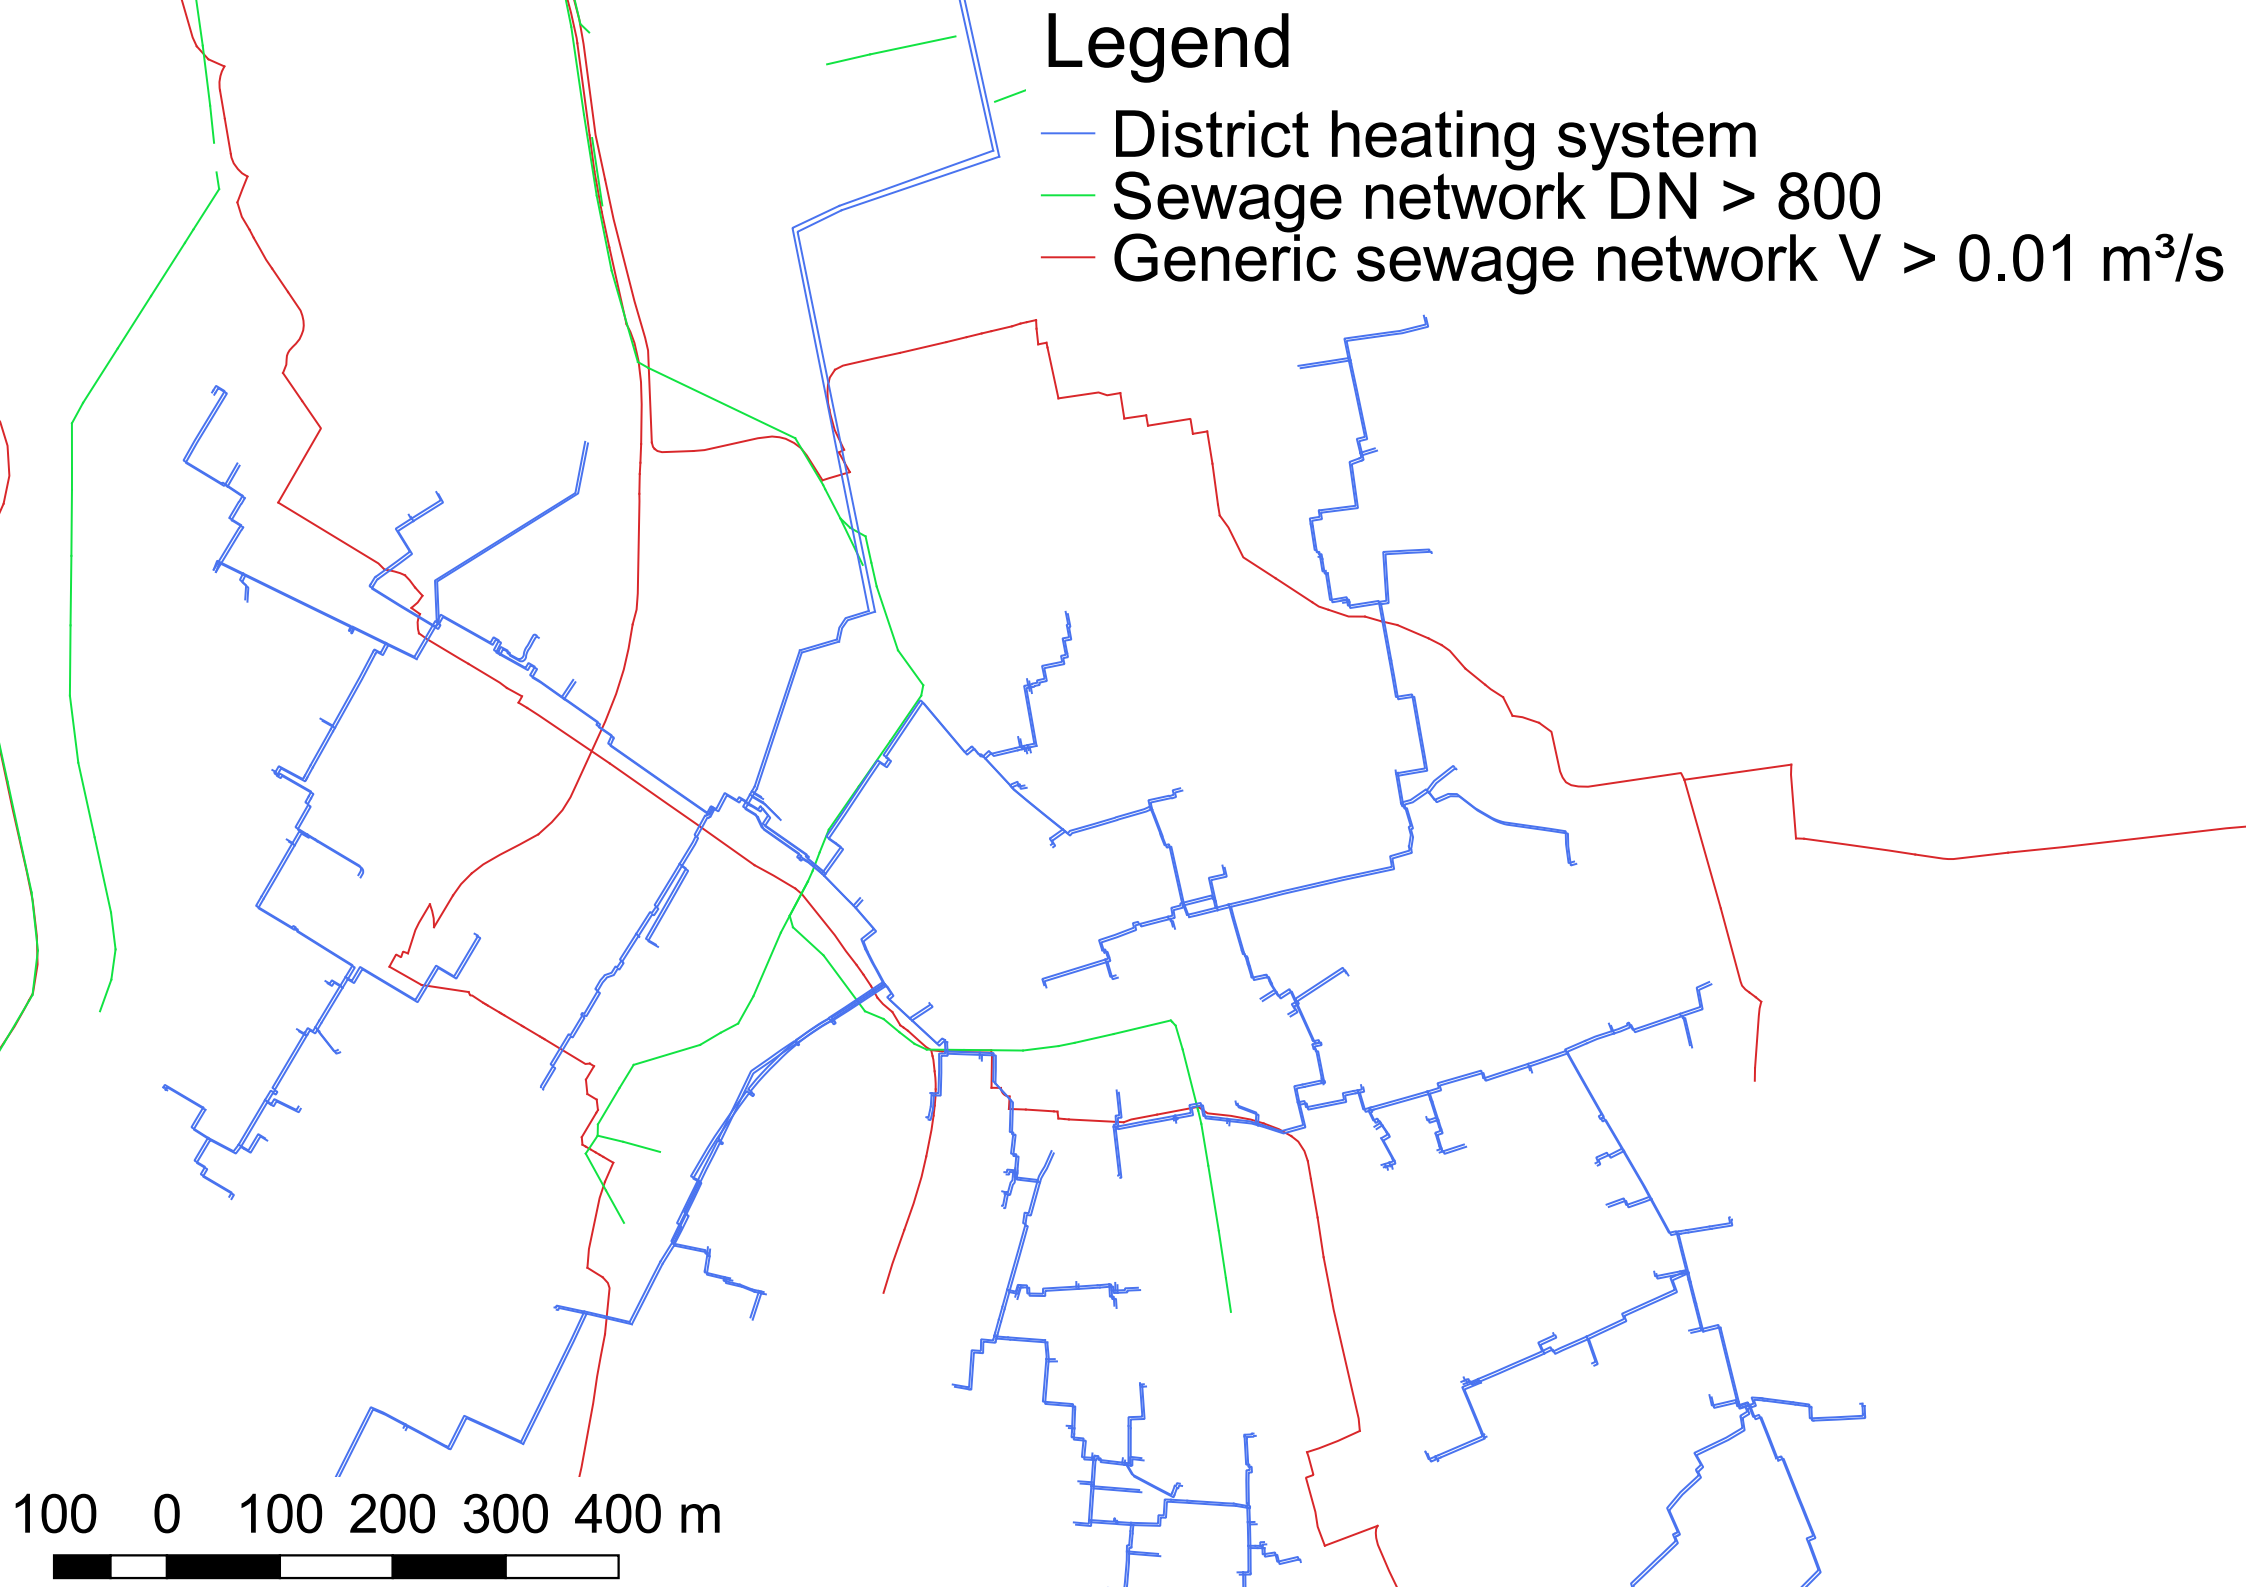 Legend
District heating system
Sewage network DN > 800
Generic sewage network V > 0.01 m³/s
100 0 100 200 300 400 m